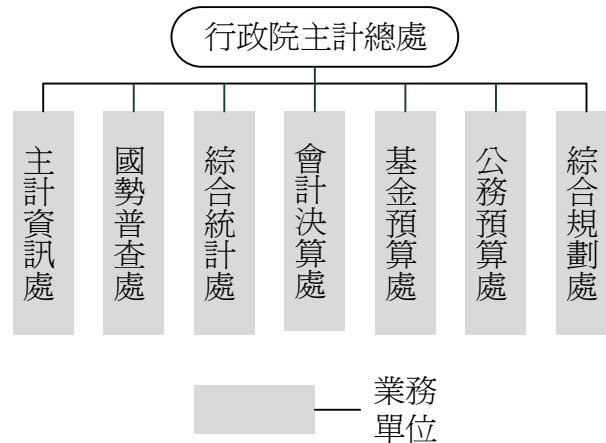 行政院主計總處
主計資訊處
國勢普查處
綜合統計處
會計決算處
基金預算處
公務預算處
綜合規劃處
業務
單位